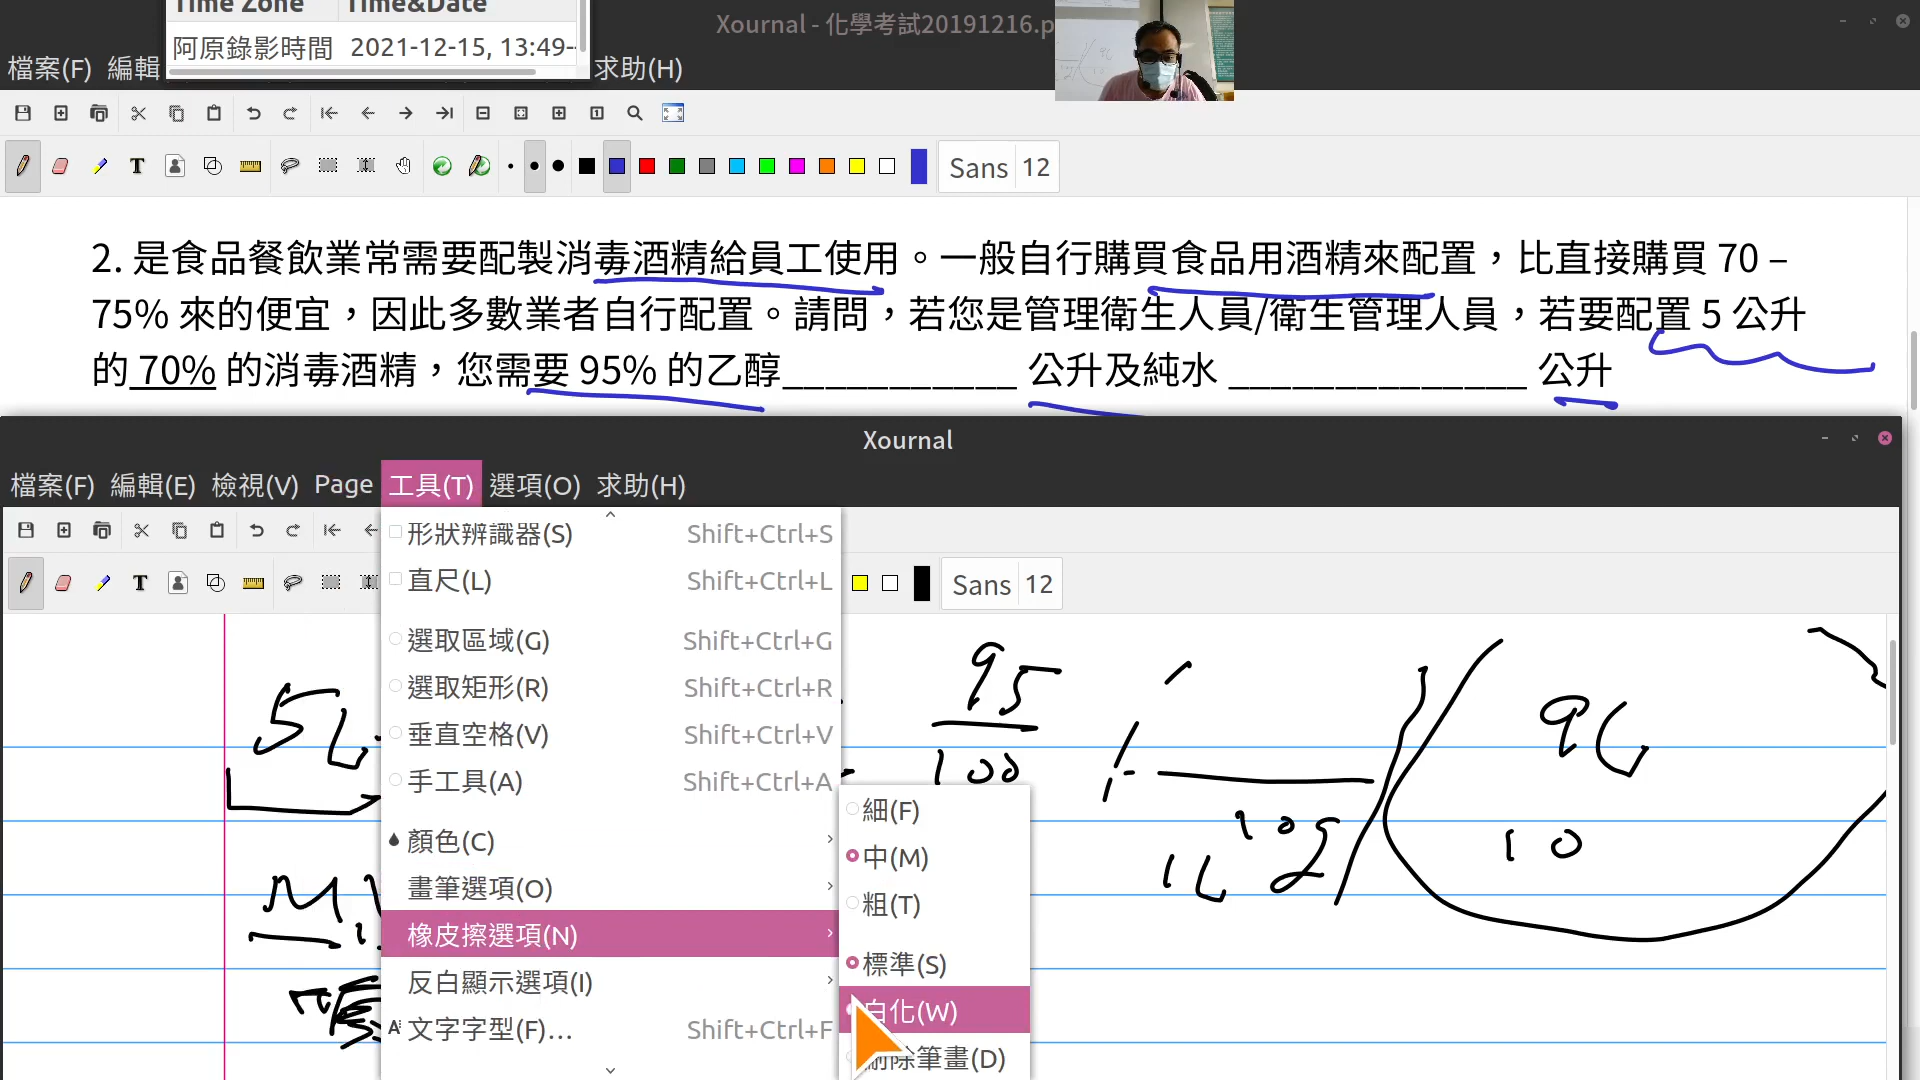 Time Zone Time&Date
Xournal - 化學考試20191216.p
阿原錄影時間 2021-12-15, 13:49-
檔案(F) 編輯 求助(H)
T
Sans 12
2. 是食品餐飲業常需要配製消毒酒精給員工使用。一般自行購買食品用酒精來配置，比直接購買 70 –
75% 來的便宜，因此多數業者自行配置。請問，若您是管理衛生人員/衛生管理人員，若要配置 5 公升
的 70% 的消毒酒精，您需要 95% 的乙醇___________ 公升及純水 ______________ 公升
Xournal
檔案(F) 編輯(E) 檢視(V) Page 工具(T) 選項(O) 求助(H)
T
Sans 12
形狀辨識器(S) Shift+Ctrl+S
直尺(L) Shift+Ctrl+L
選取區域(G) Shift+Ctrl+G
選取矩形(R) Shift+Ctrl+R
垂直空格(V) Shift+Ctrl+V
手工具(A) Shift+Ctrl+A
顏色(C)
畫筆選項(O)
橡皮擦選項(N)
反白顯示選項(I)
文字字型(F)... Shift+Ctrl+F
細(F)
中(M)
粗(T)
標準(S)
白化(W)
刪除筆畫(D)
5L
95
100
M.V
10